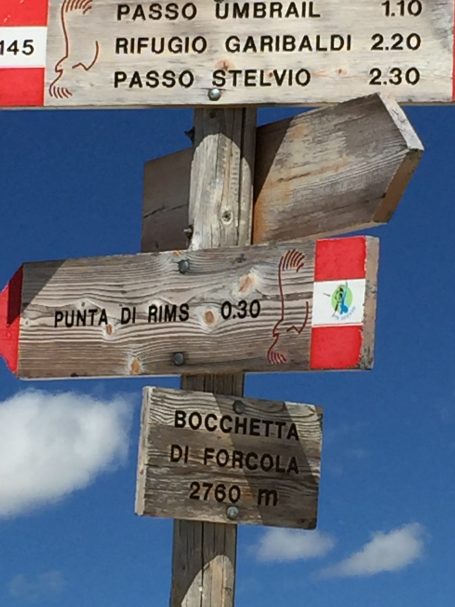 PASSO UMBRAIL 1.10
145 RIFUGIO GARIBALDI 2.20
PASSO STELVIO 2.30
PUNTA DI RIMS 0.30
BOCCHETTA
DI FORCOLA
2760 m